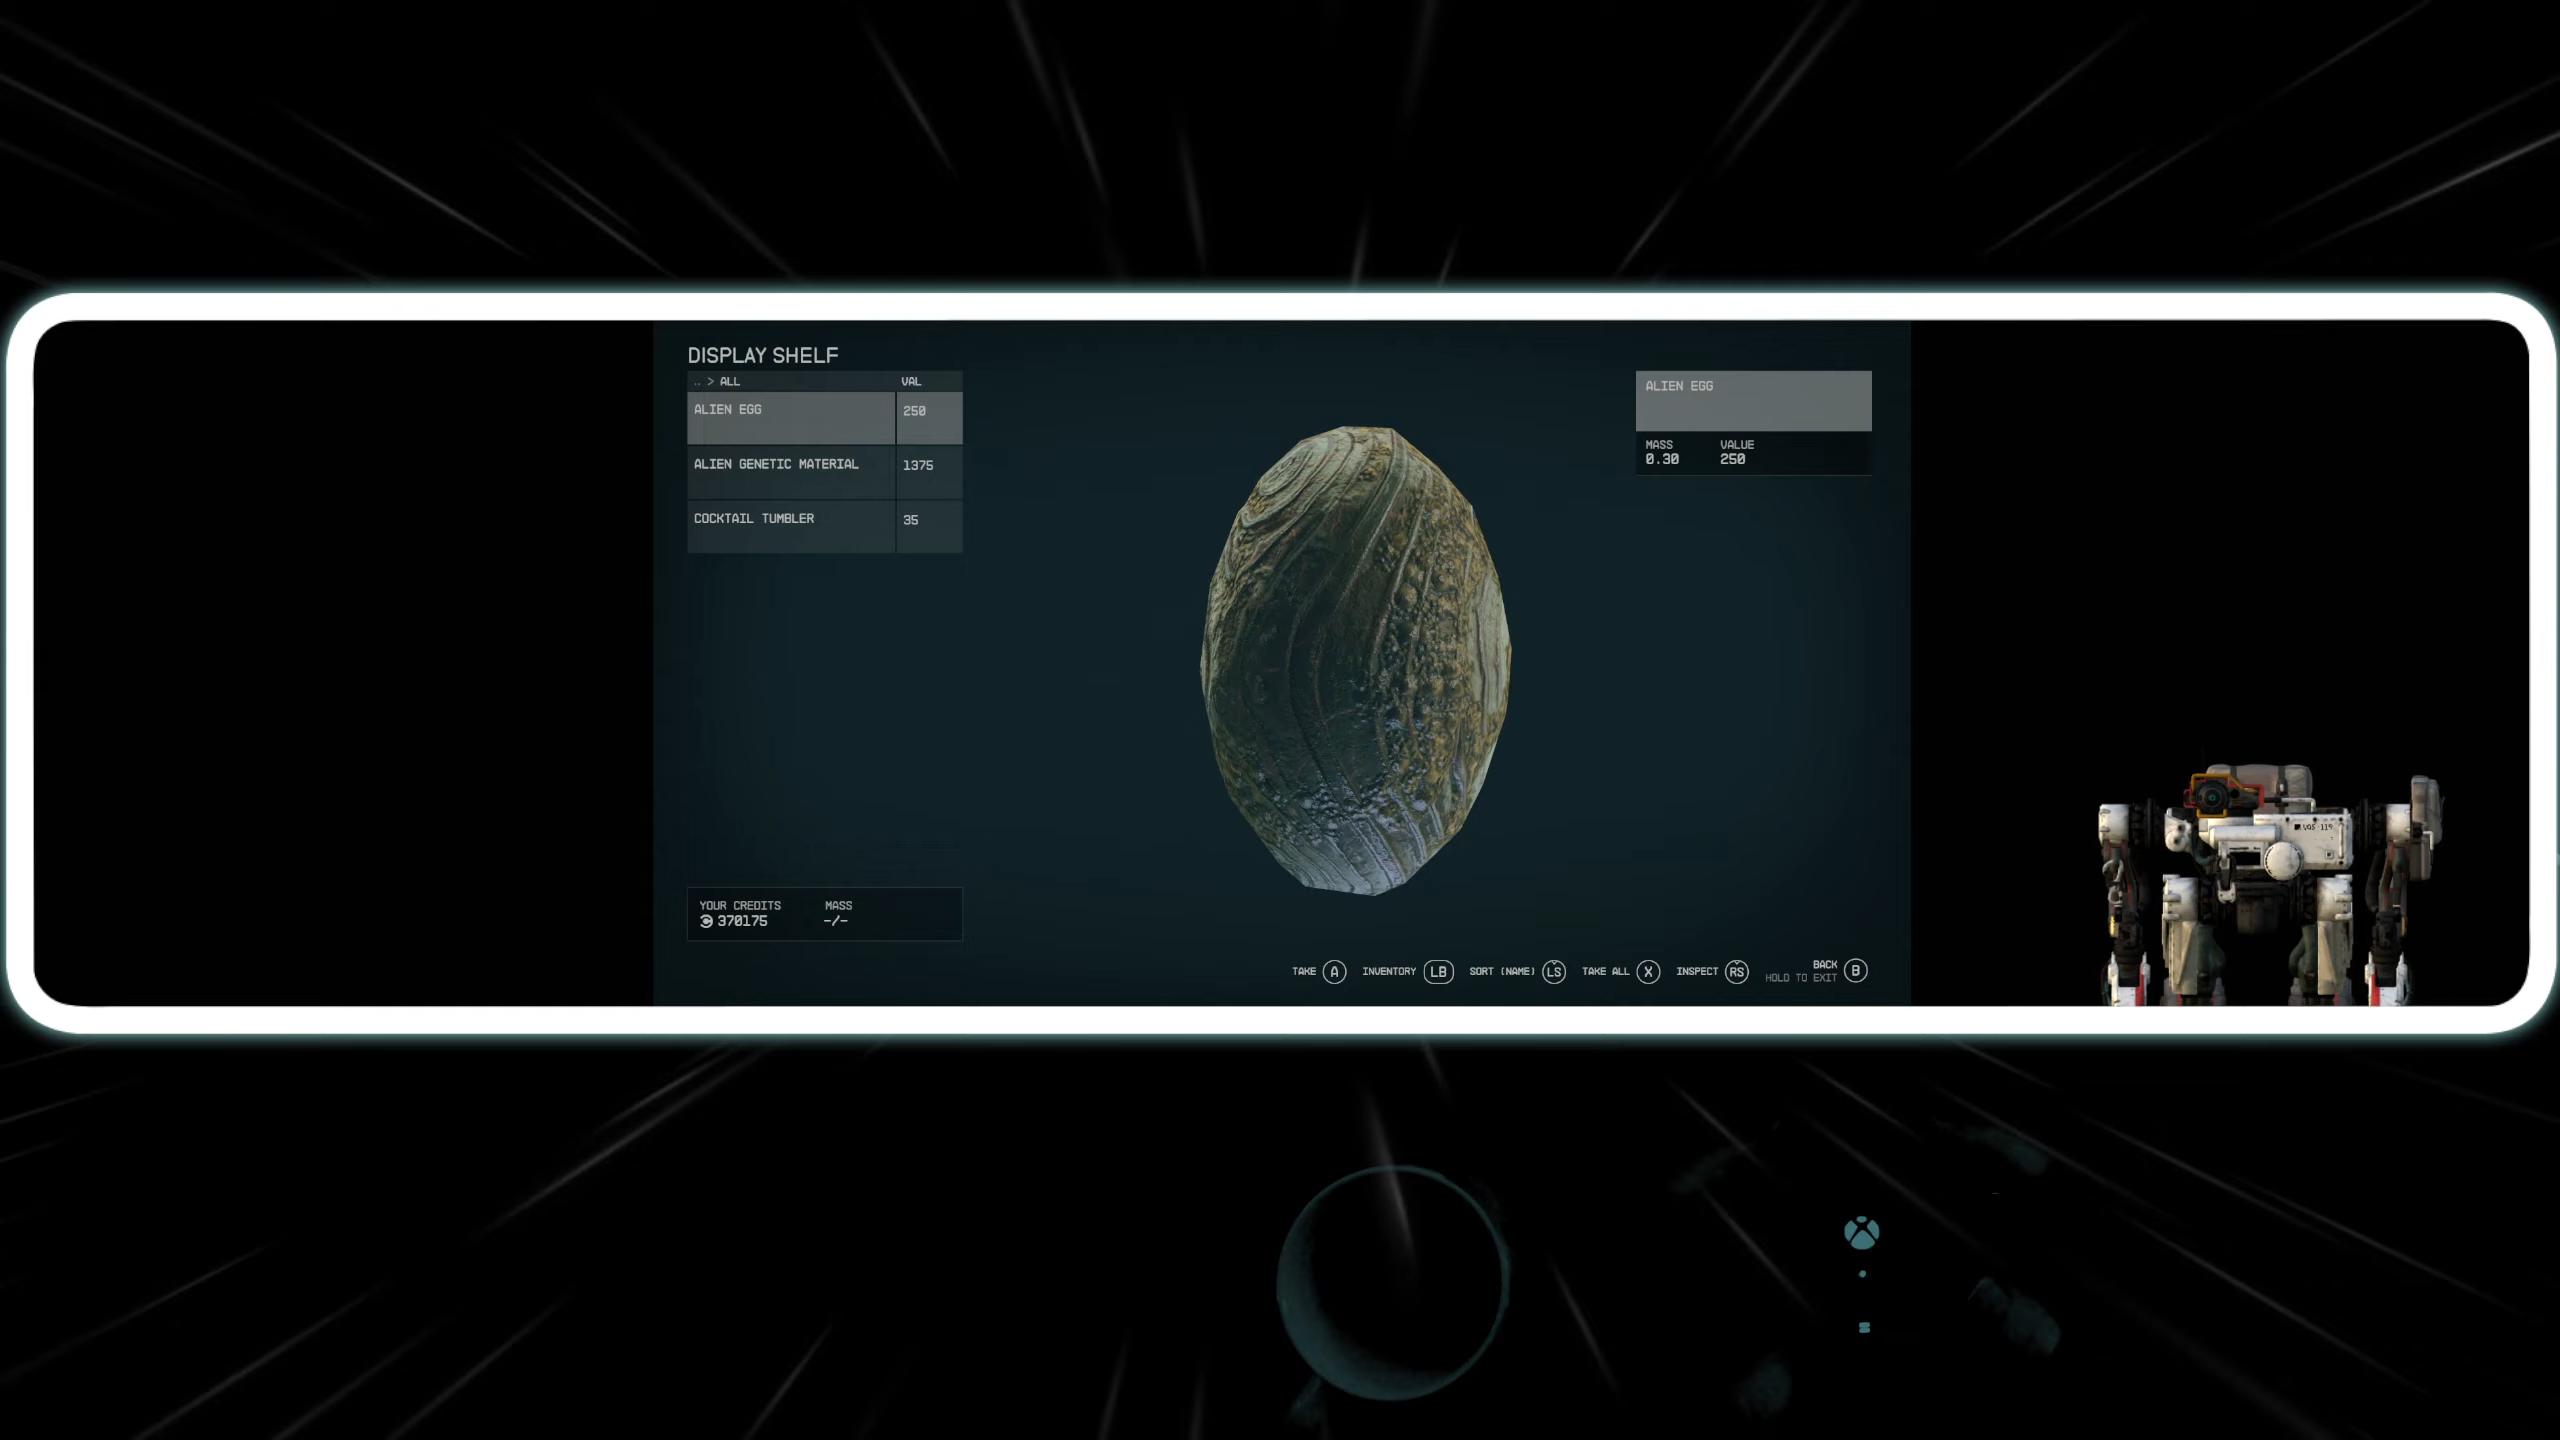 DISPLAY SHELF
.. > ALL VAL
ALIEN EGG 250
ALIEN GENETIC MATERIAL 1375
COCKTAIL TUMBLER 35
ALIEN EGG
MASS VALUE
0.30 250
YOUR CREDITS MASS
370175 -/-
TAKE A INVENTORY LB SORT (NAME) LS TAKE ALL X INSPECT RS BACK B
HOLD TO EXIT